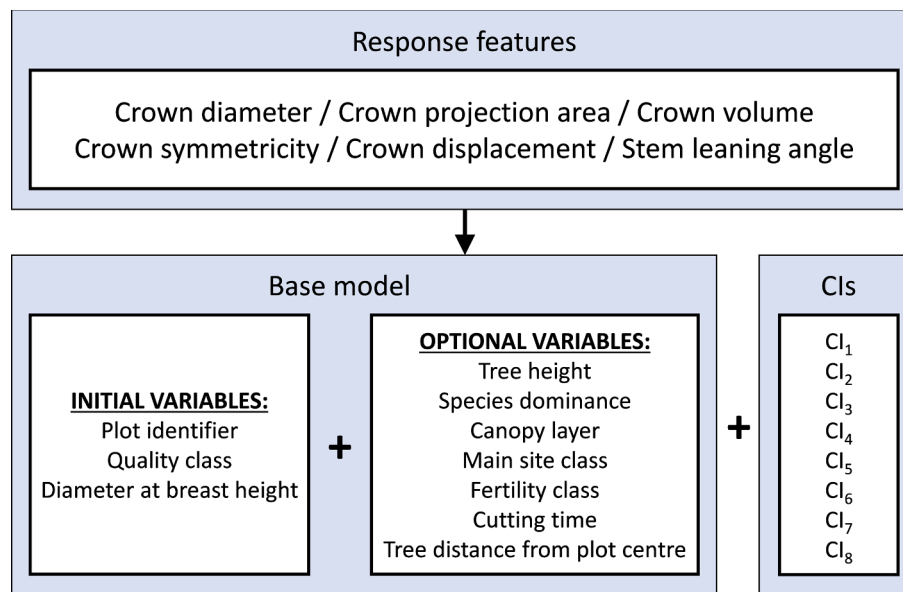 Response features
Crown diameter / Crown projection area / Crown volume
Crown symmetricity / Crown displacement / Stem leaning angle
Base model
INITIAL VARIABLES:
Plot identifier
Quality class
Diameter at breast height
+
OPTIONAL VARIABLES:
Tree height
Species dominance
Canopy layer
Main site class
Fertility class
Cutting time
Tree distance from plot centre
+
CIs
CI₁
CI₂
CI₃
CI₄
CI₅
CI₆
CI₇
CI₈